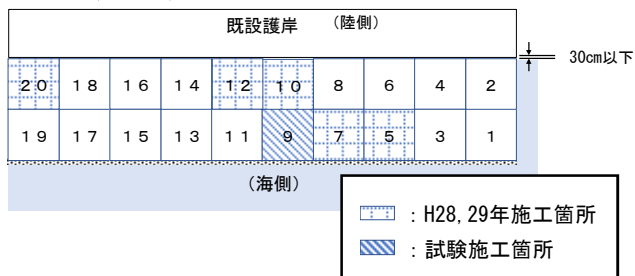 既設護岸 (陸側)
30cm以下
20 18 16 14 12 10 8 6 4 2
19 17 15 13 11 9 7 5 3 1
(海側)
：H28,29年施工箇所
：試験施工箇所